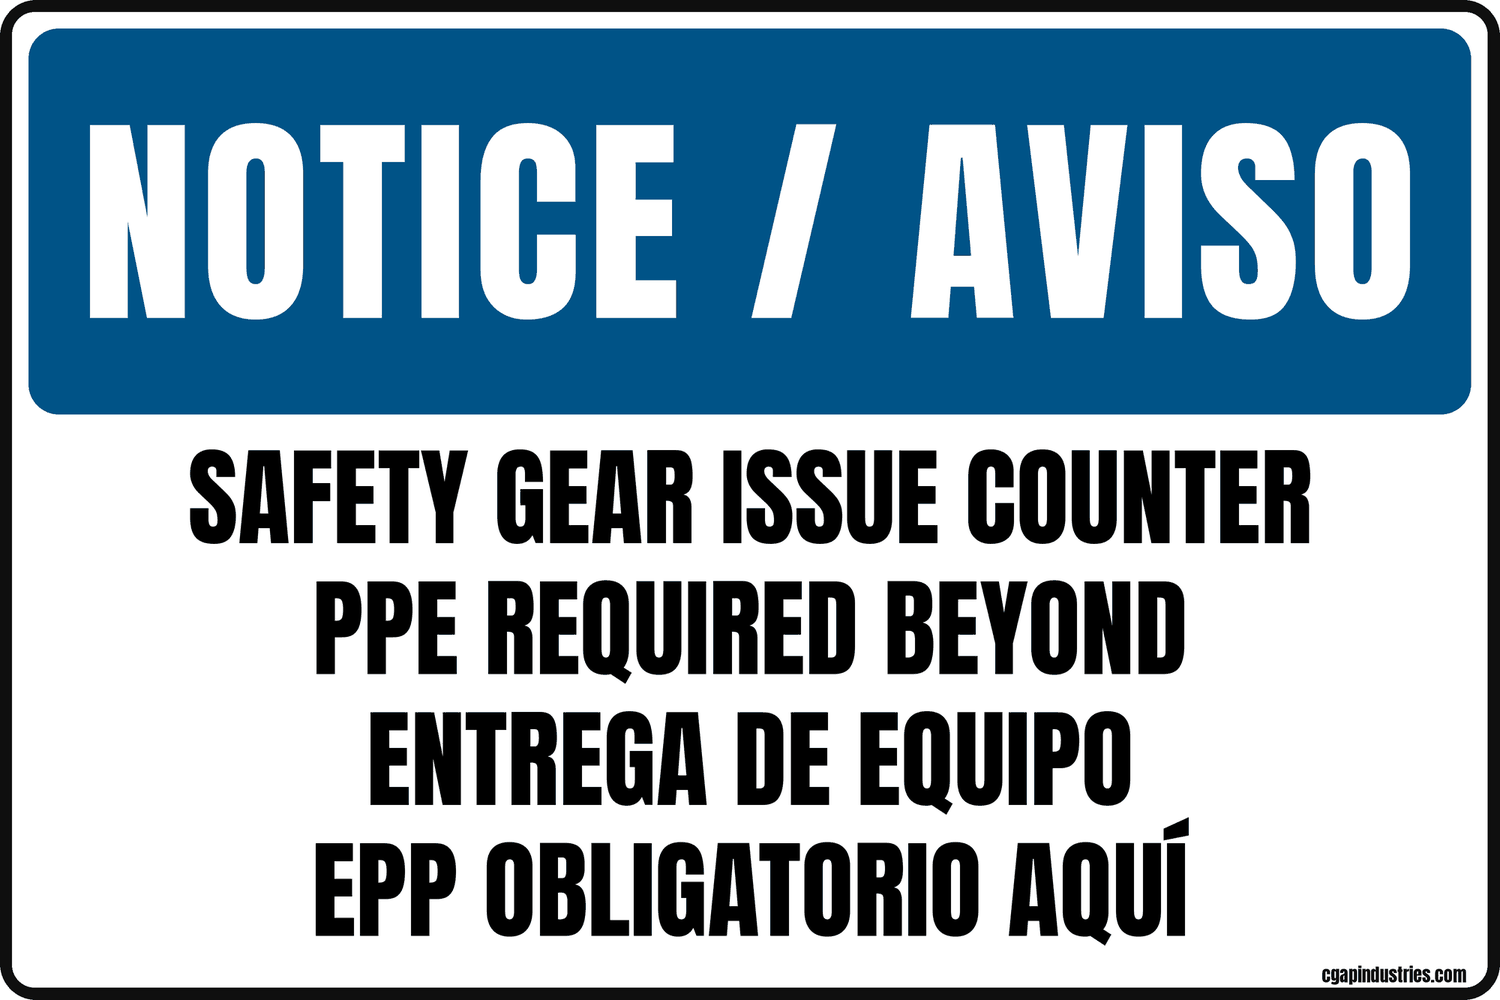 NOTICE / AVISO
SAFETY GEAR ISSUE COUNTER
PPE REQUIRED BEYOND
ENTREGA DE EQUIPO
EPP OBLIGATORIO AQUÍ
cgapindustries.com